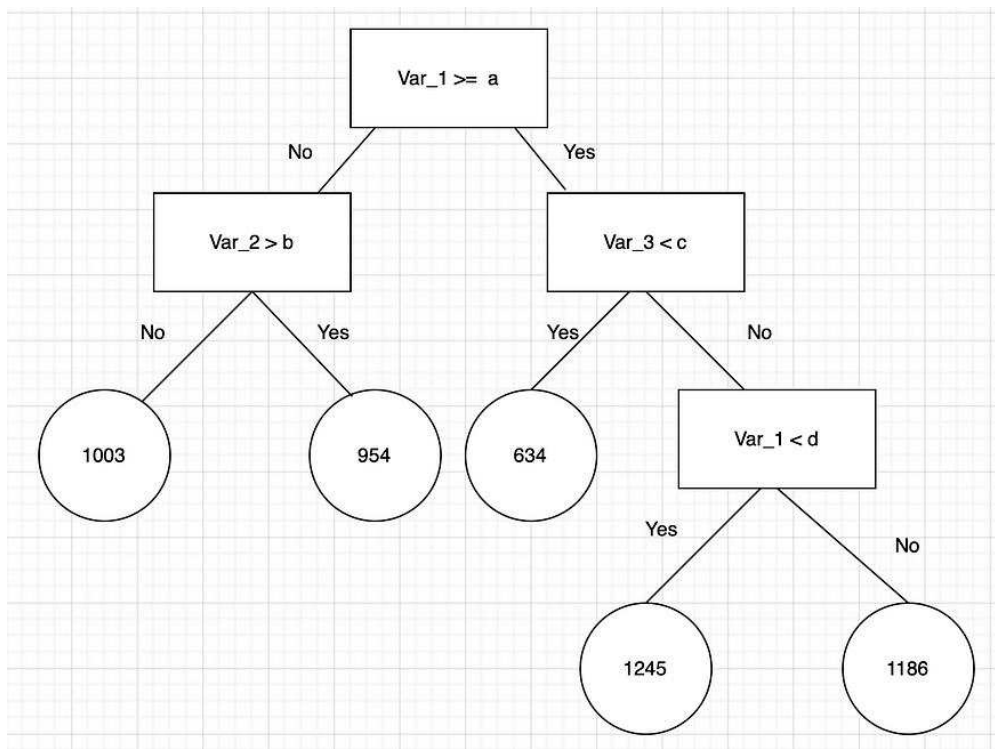 Var_1 >= a
No
Yes
Var_2 > b
Var_3 < c
No
Yes
Yes
No
1003
954
634
Var_1 < d
Yes
No
1245
1186